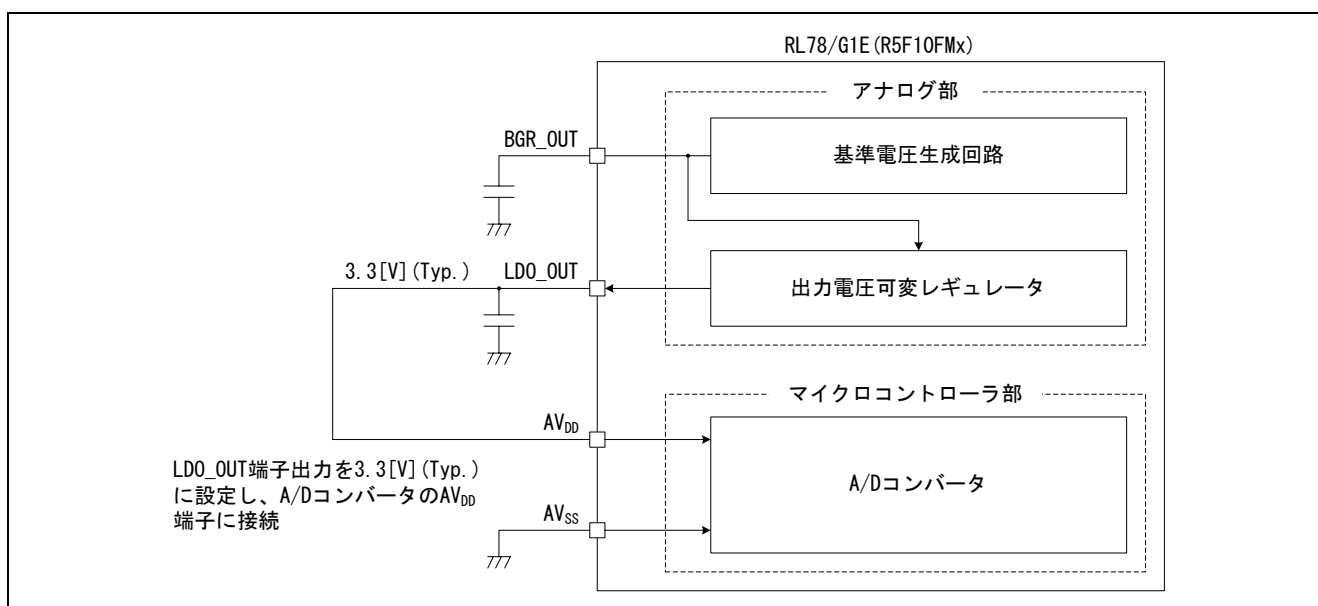 RL78/G1E(R5F10FMx)
アナログ部
BGR_OUT
基準電圧生成回路
3.3[V](Typ.)
LDO_OUT
出力電圧可変レギュレータ
マイクロコントローラ部
AVDD
A/Dコンバータ
LDO_OUT端子出力を3.3[V](Typ.)
に設定し、A/DコンバータのAVDD
端子に接続
AVSS